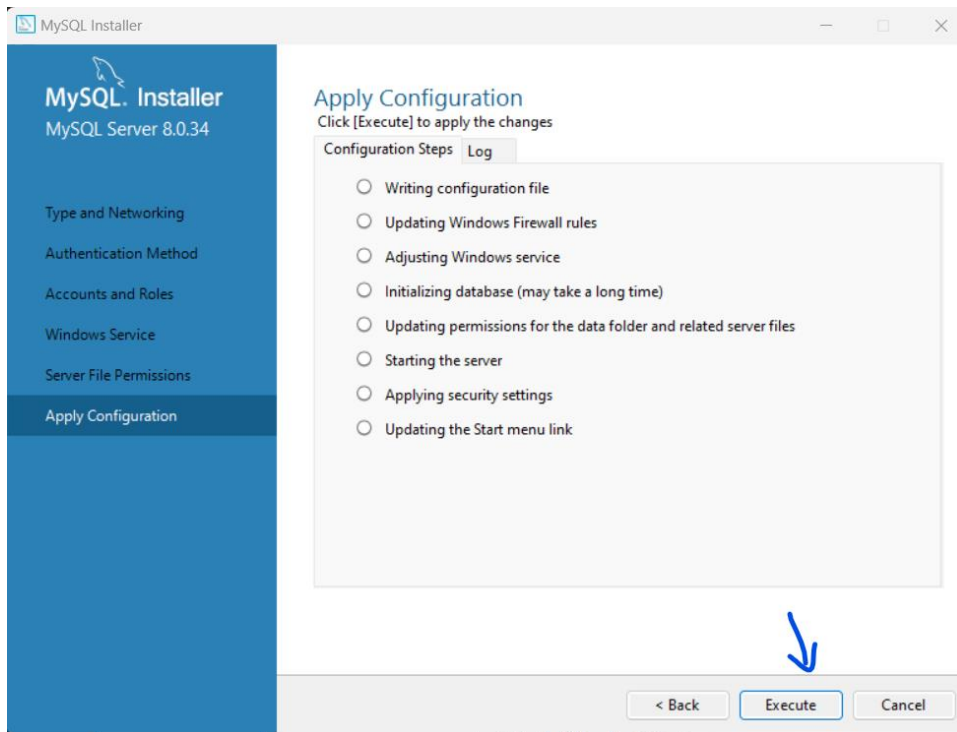 MySQL Installer
MySQL. Installer
MySQL Server 8.0.34
Type and Networking
Authentication Method
Accounts and Roles
Windows Service
Server File Permissions
Apply Configuration
Apply Configuration
Click [Execute] to apply the changes
Configuration Steps Log
Writing configuration file
Updating Windows Firewall rules
Adjusting Windows service
Initializing database (may take a long time)
Updating permissions for the data folder and related server files
Starting the server
Applying security settings
Updating the Start menu link
< Back Execute Cancel